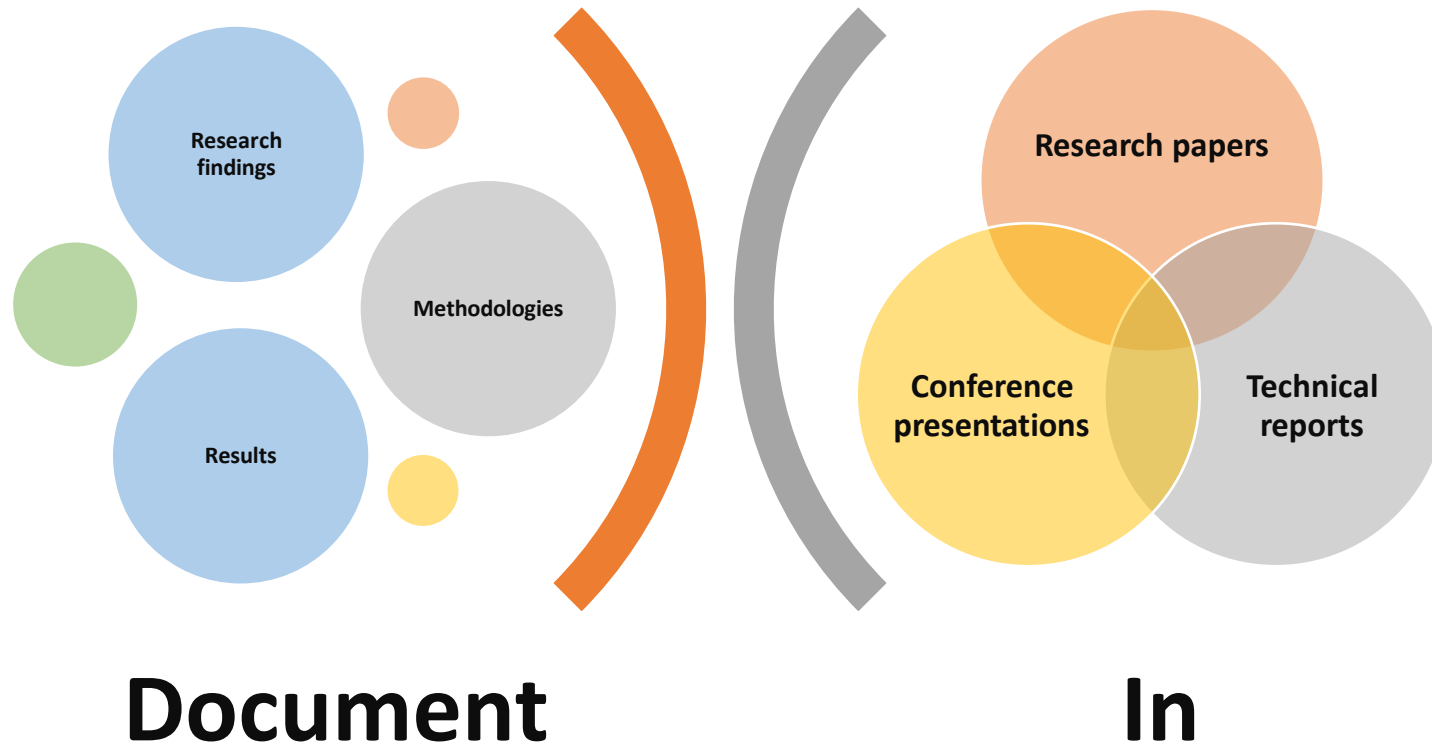 Research
findings
Methodologies
Results
Research papers
Conference
presentations
Technical
reports
Document
In